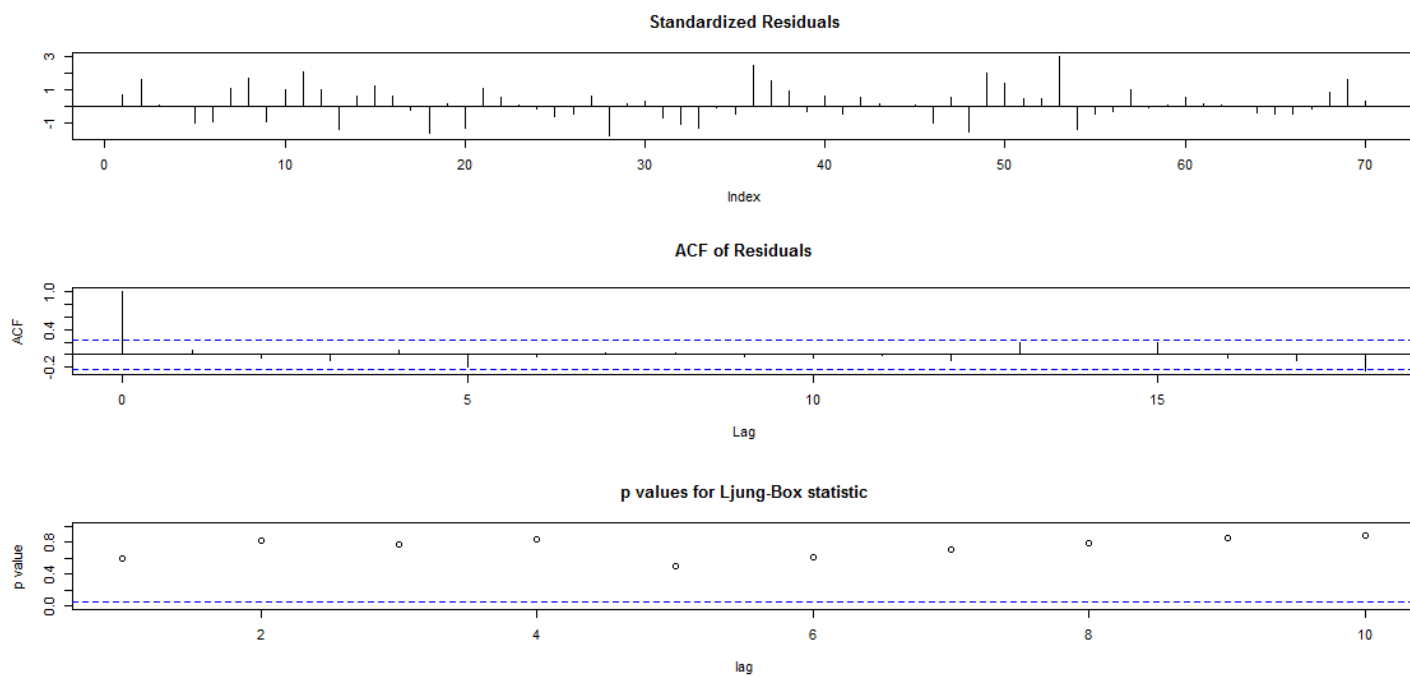 Standardized Residuals
3
1
-1
0 10 20 30 40 50 60 70
Index
ACF of Residuals
1.0
0.4
-0.2
ACF
0 5 10 15
Lag
p values for Ljung-Box statistic
0.8
0.4
0.0
p value
2 4 6 8 10
lag